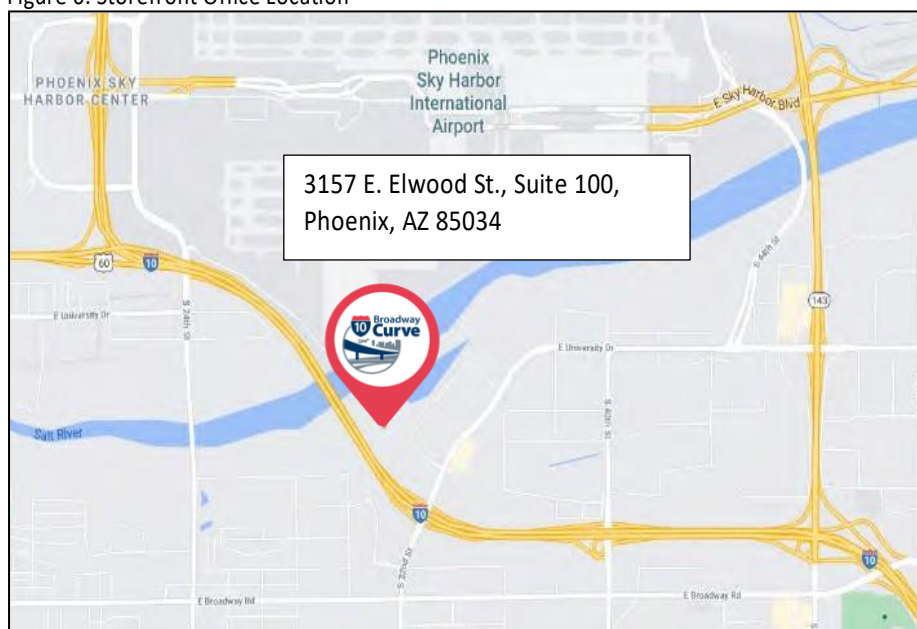 Figure 6: Storefront Office Location
PHOENIX SKY
HARBOR CENTER
Phoenix
Sky Harbor
International
Airport
E Sky Harbor Blvd
3157 E. Elwood St., Suite 100,
Phoenix, AZ 85034
S 44th St
60
10
143
E University Dr
S 24th St
10 Broadway
Curve
E University Dr
S 40th St
Salt River
10
S 32nd St
10
E Broadway Rd
E Broadway Rd